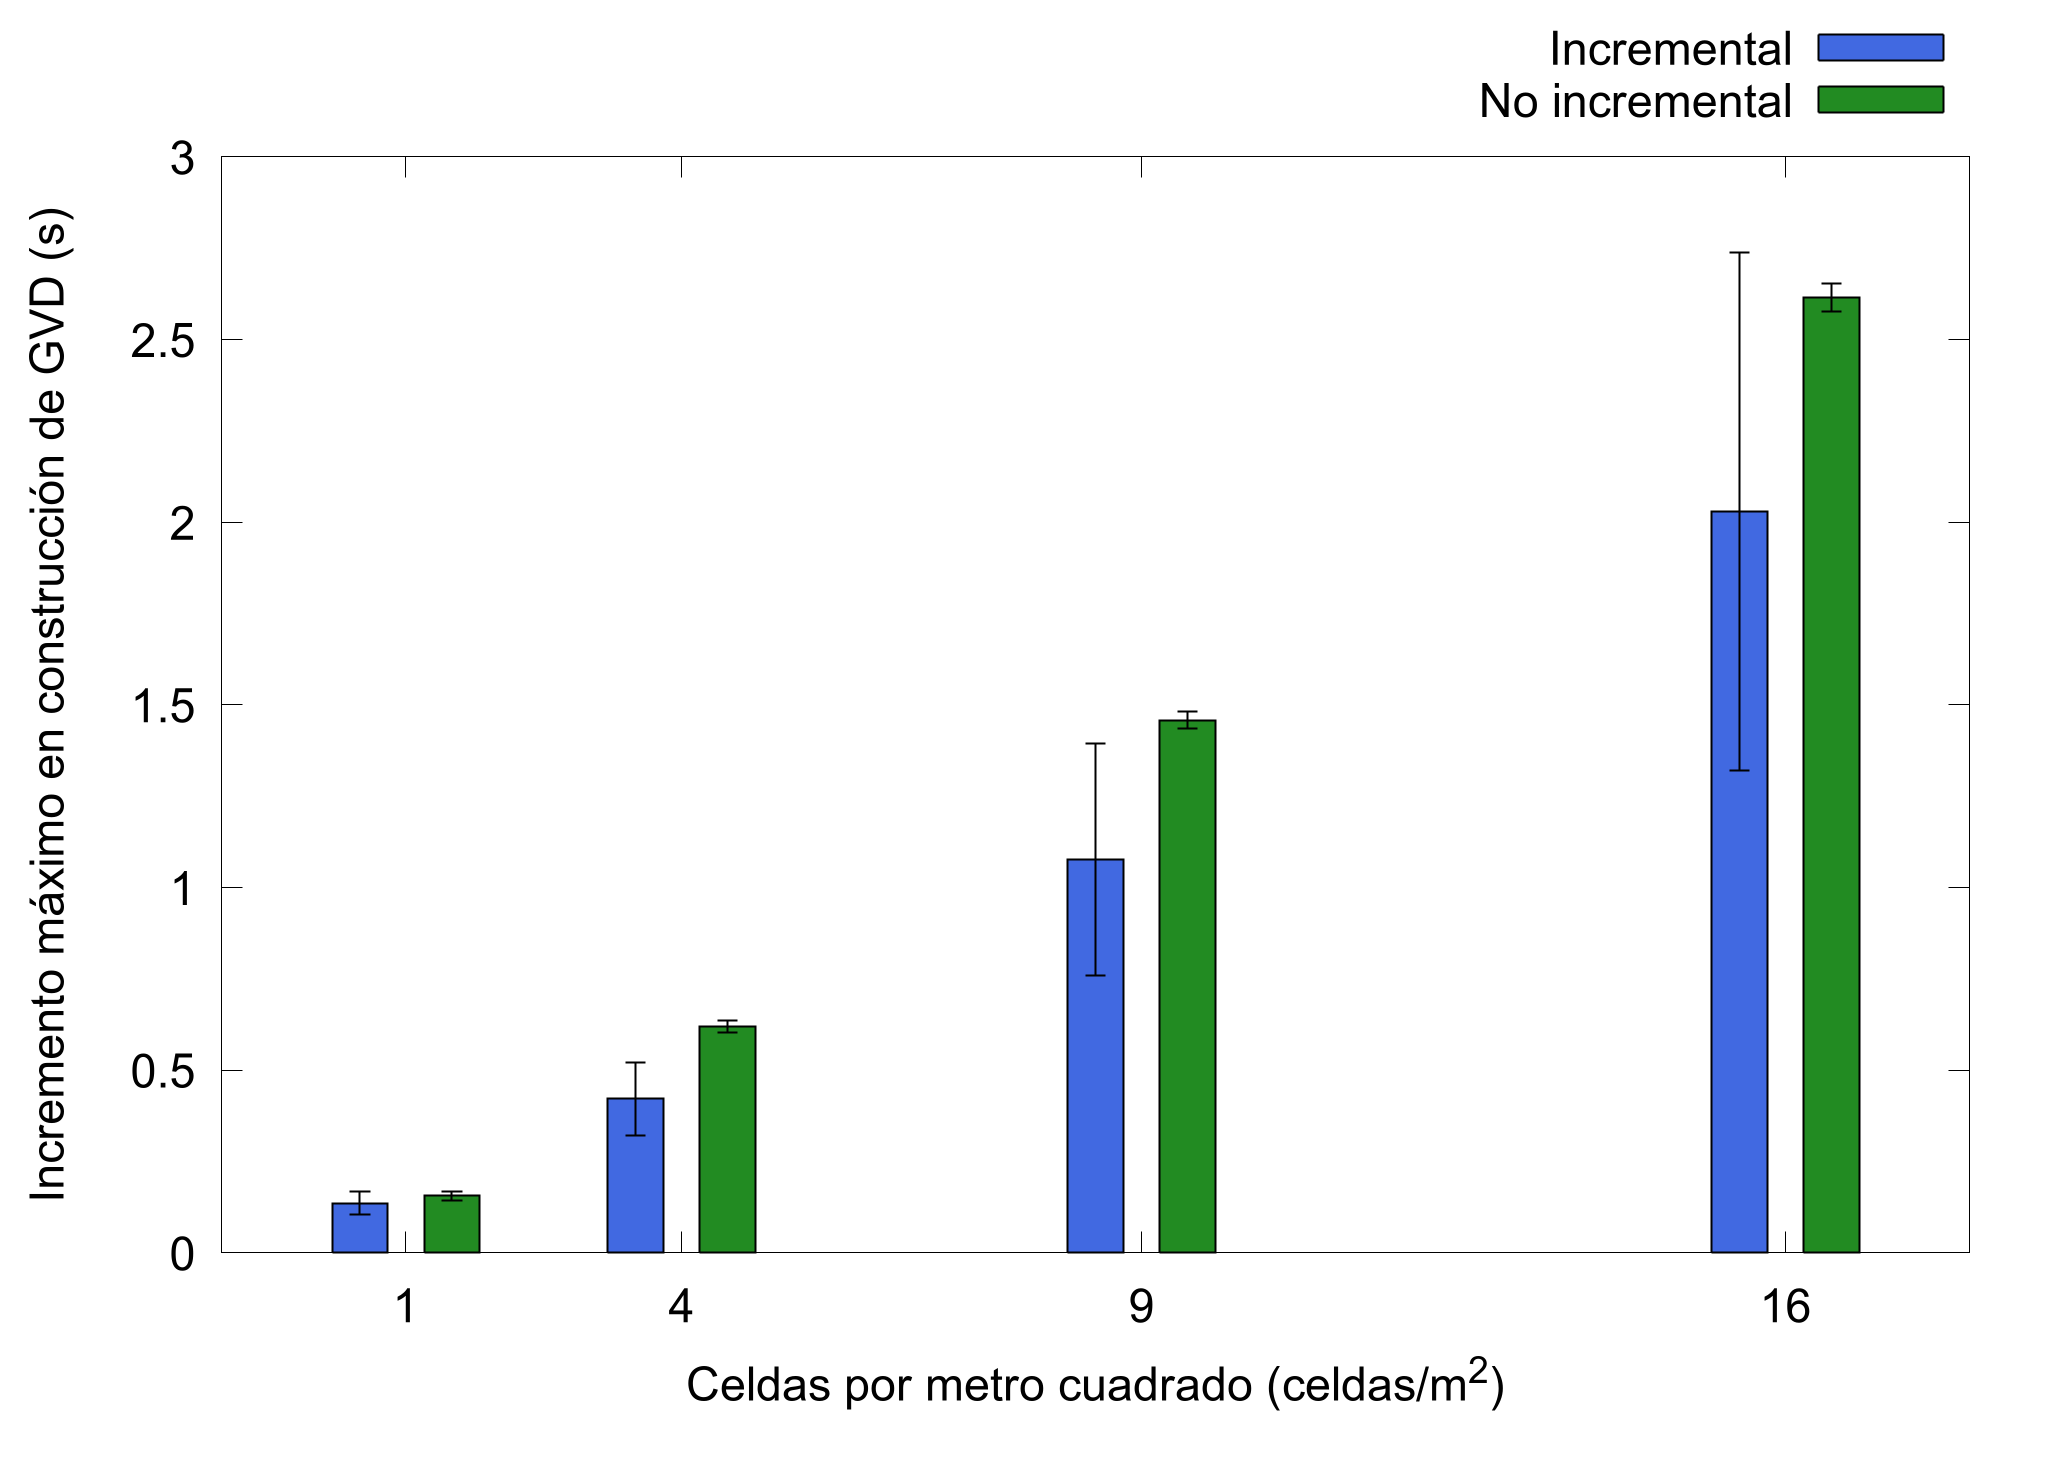 Incremental
No incremental
3
2.5
2
1.5
1
0.5
0
Incremento máximo en construcción de GVD (s)
1 4 9 16
Celdas por metro cuadrado (celdas/m²)